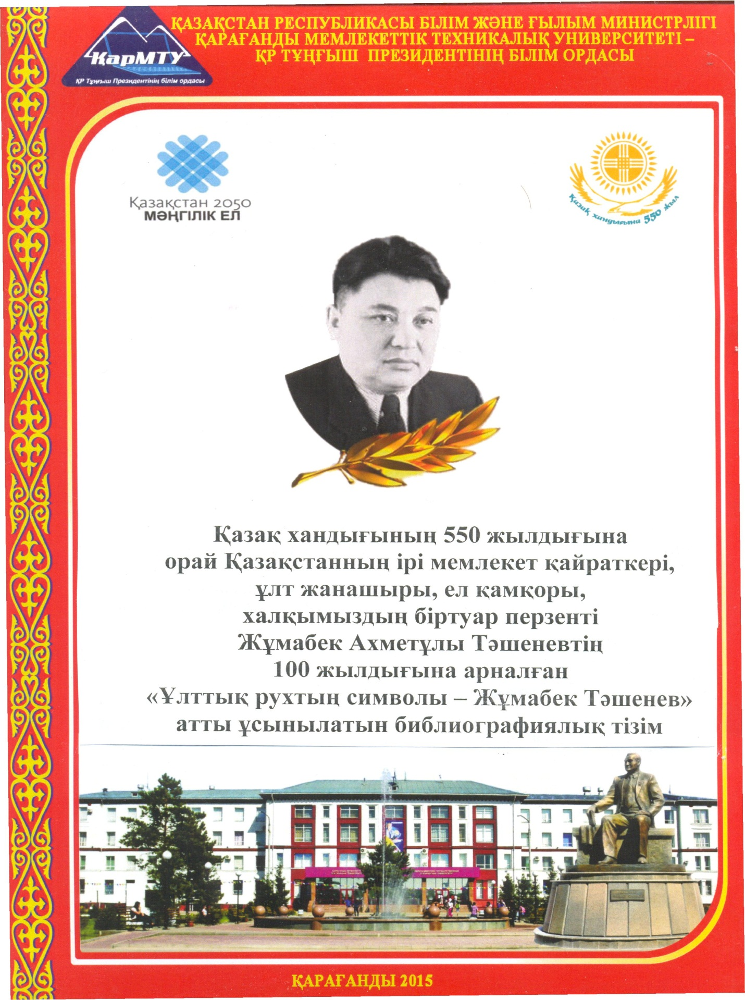 ҚАЗАҚСТАН РЕСПУБЛИКАСЫ БІЛІМ ЖӘНЕ ҒЫЛЫМ МИНИСТРЛІГІ
ҚАРАҒАНДЫ МЕМЛЕКЕТТІК ТЕХНИКАЛЫҚ УНИВЕРСИТЕТІ –
ҚР ТҰҢҒЫШ ПРЕЗИДЕНТІНІҢ БІЛІМ ОРДАСЫ
ҚарМТУ
ҚР Тұңғыш Президентінің білім ордасы
Қазақстан 2050
МӘҢГІЛІК ЕЛ
Қазақ хандығына 550 жыл
Қазақ хандығының 550 жылдығына
орай Қазақстанның ірі мемлекет қайраткері,
ұлт жанашыры, ел қамқоры,
халқымыздың біртуар перзенті
Жұмабек Ахметұлы Тәшеневтің
100 жылдығына арналған
«Ұлттық рухтың символы – Жұмабек Тәшенев»
атты ұсынылатын библиографиялық тізім
ҚАРАҒАНДЫ 2015